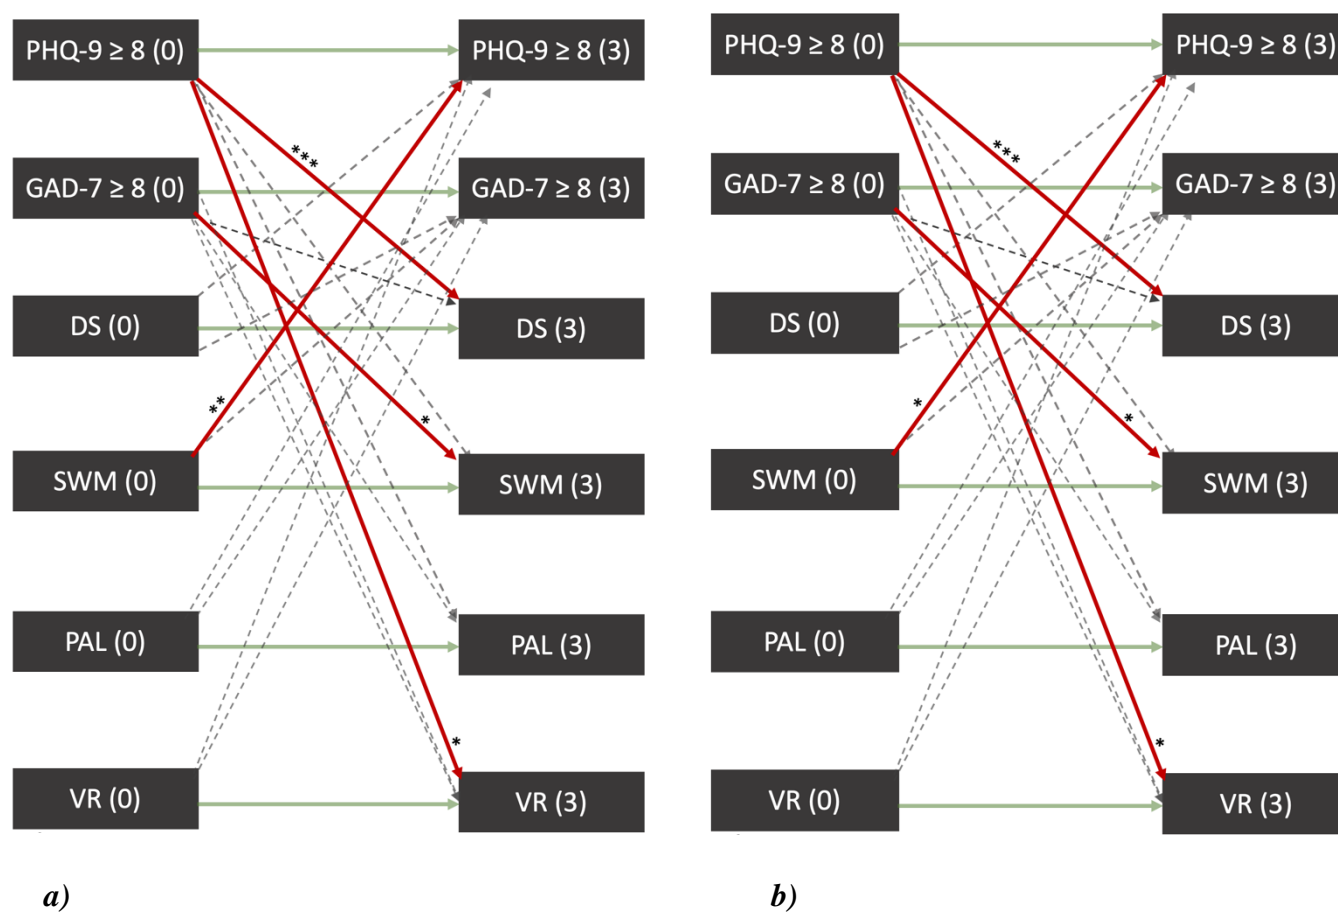 PHQ-9 ≥ 8 (0)
PHQ-9 ≥ 8 (3)
***
GAD-7 ≥ 8 (0)
GAD-7 ≥ 8 (3)
DS (0)
DS (3)
**
*
SWM (0)
SWM (3)
PAL (0)
PAL (3)
*
VR (0)
VR (3)
a)
PHQ-9 ≥ 8 (0)
PHQ-9 ≥ 8 (3)
***
GAD-7 ≥ 8 (0)
GAD-7 ≥ 8 (3)
DS (0)
DS (3)
*
*
SWM (0)
SWM (3)
PAL (0)
PAL (3)
*
VR (0)
VR (3)
b)